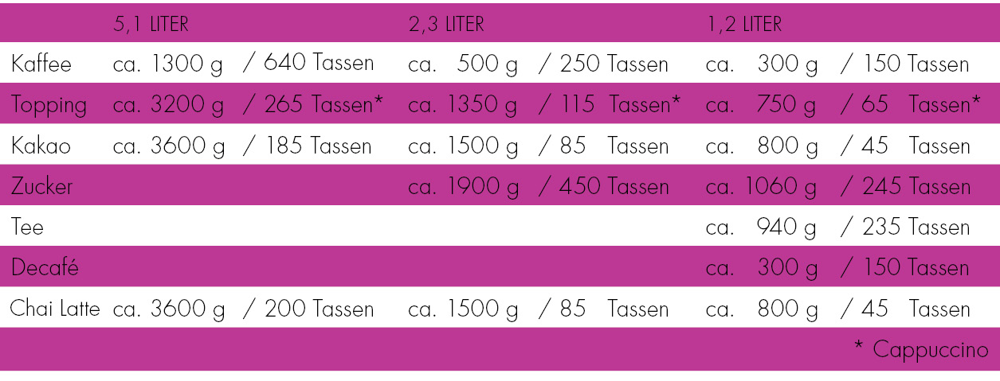 5,1 LITER 2,3 LITER 1,2 LITER
Kaffee ca. 1300 g / 640 Tassen ca. 500 g / 250 Tassen ca. 300 g / 150 Tassen
Topping ca. 3200 g / 265 Tassen* ca. 1350 g / 115 Tassen* ca. 750 g / 65 Tassen*
Kakao ca. 3600 g / 185 Tassen ca. 1500 g / 85 Tassen ca. 800 g / 45 Tassen
Zucker ca. 1900 g / 450 Tassen ca. 1060 g / 245 Tassen
Tee ca. 940 g / 235 Tassen
Decafé ca. 300 g / 150 Tassen
Chai Latte ca. 3600 g / 200 Tassen ca. 1500 g / 85 Tassen ca. 800 g / 45 Tassen
* Cappuccino